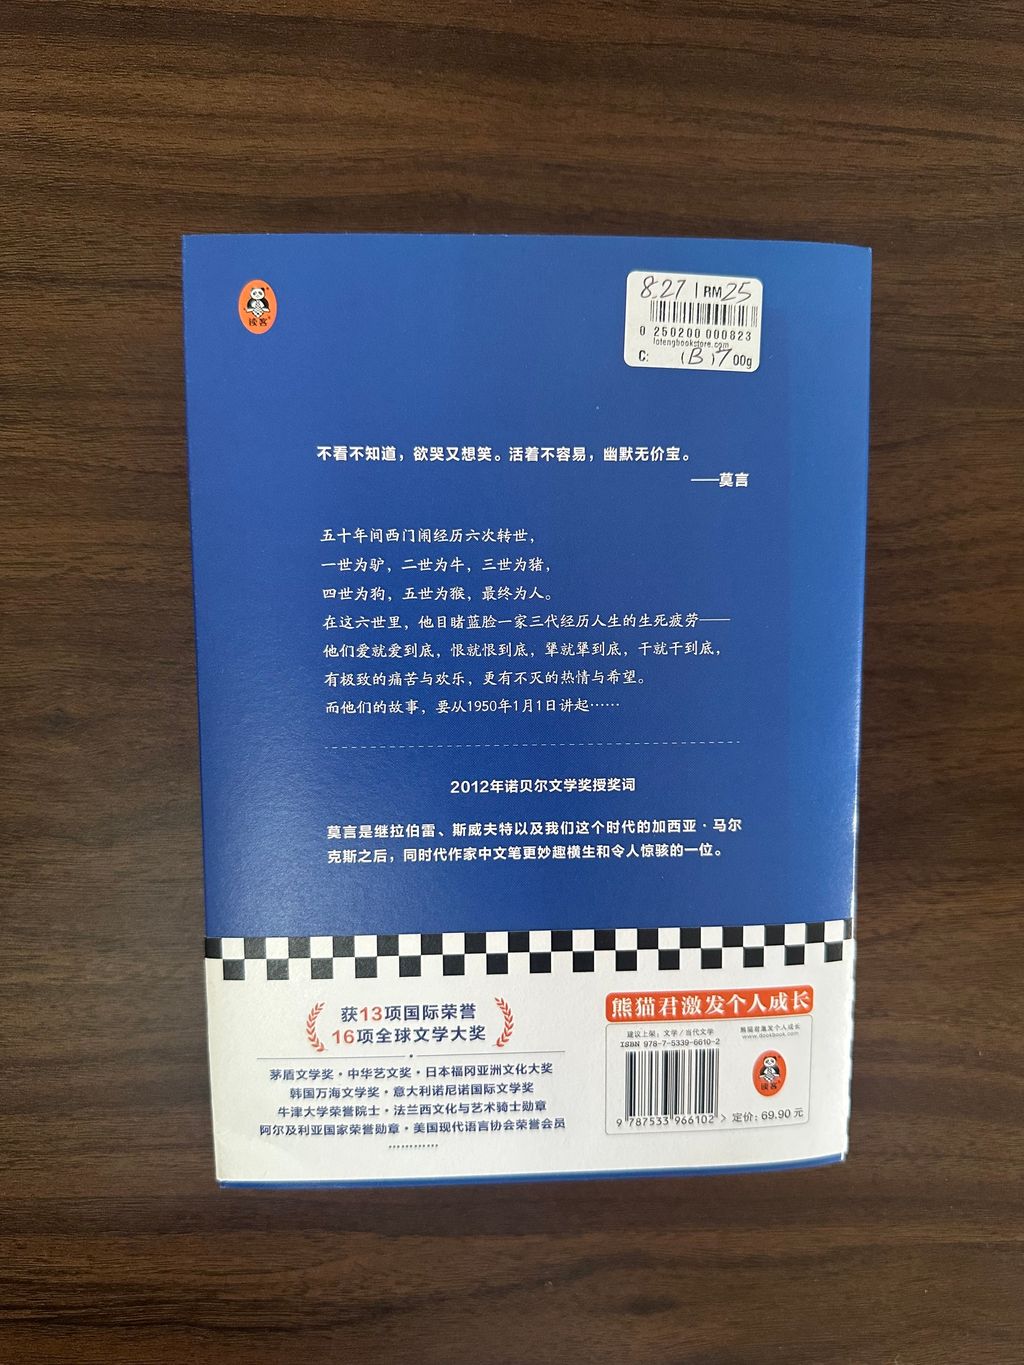 读客
8.27 | RM25
0 250200 000823
lotengbookstore.com
C: (B)700g
不看不知道，欲哭又想笑。活着不容易，幽默无价宝。
——莫言
五十年间西门闹经历六次转世，
一世为驴，二世为牛，三世为猪，
四世为狗，五世为猴，最终为人。
在这六世里，他目睹蓝脸一家三代经历人生的生死疲劳——
他们爱就爱到底，恨就恨到底，犟就犟到底，干就干到底，
有极致的痛苦与欢乐，更有不灭的热情与希望。
而他们的故事，要从1950年1月1日讲起……
2012年诺贝尔文学奖授奖词
莫言是继拉伯雷、斯威夫特以及我们这个时代的加西亚·马尔
克斯之后，同时代作家中文笔更妙趣横生和令人惊骇的一位。
获13项国际荣誉
16项全球文学大奖
茅盾文学奖·中华艺文奖·日本福冈亚洲文化大奖
韩国万海文学奖·意大利诺尼诺国际文学奖
牛津大学荣誉院士·法兰西文化与艺术骑士勋章
阿尔及利亚国家荣誉勋章·美国现代语言协会荣誉会员
…………
熊猫君激发个人成长
建议上架：文学/当代文学
ISBN 978-7-5339-6610-2
熊猫君激发个人成长
www.dookbook.com
读客
9 787533 966102 >
定价：69.90 元